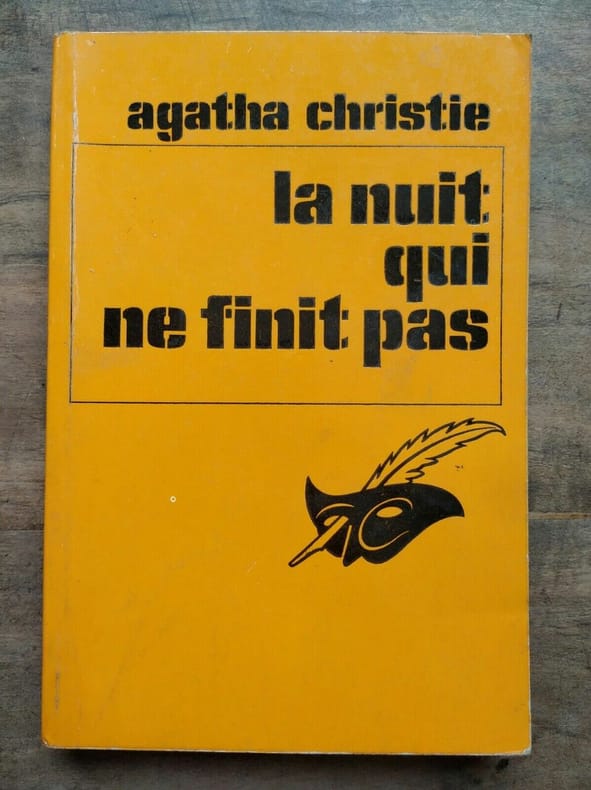 agatha christie
la nuit
qui
ne finit pas